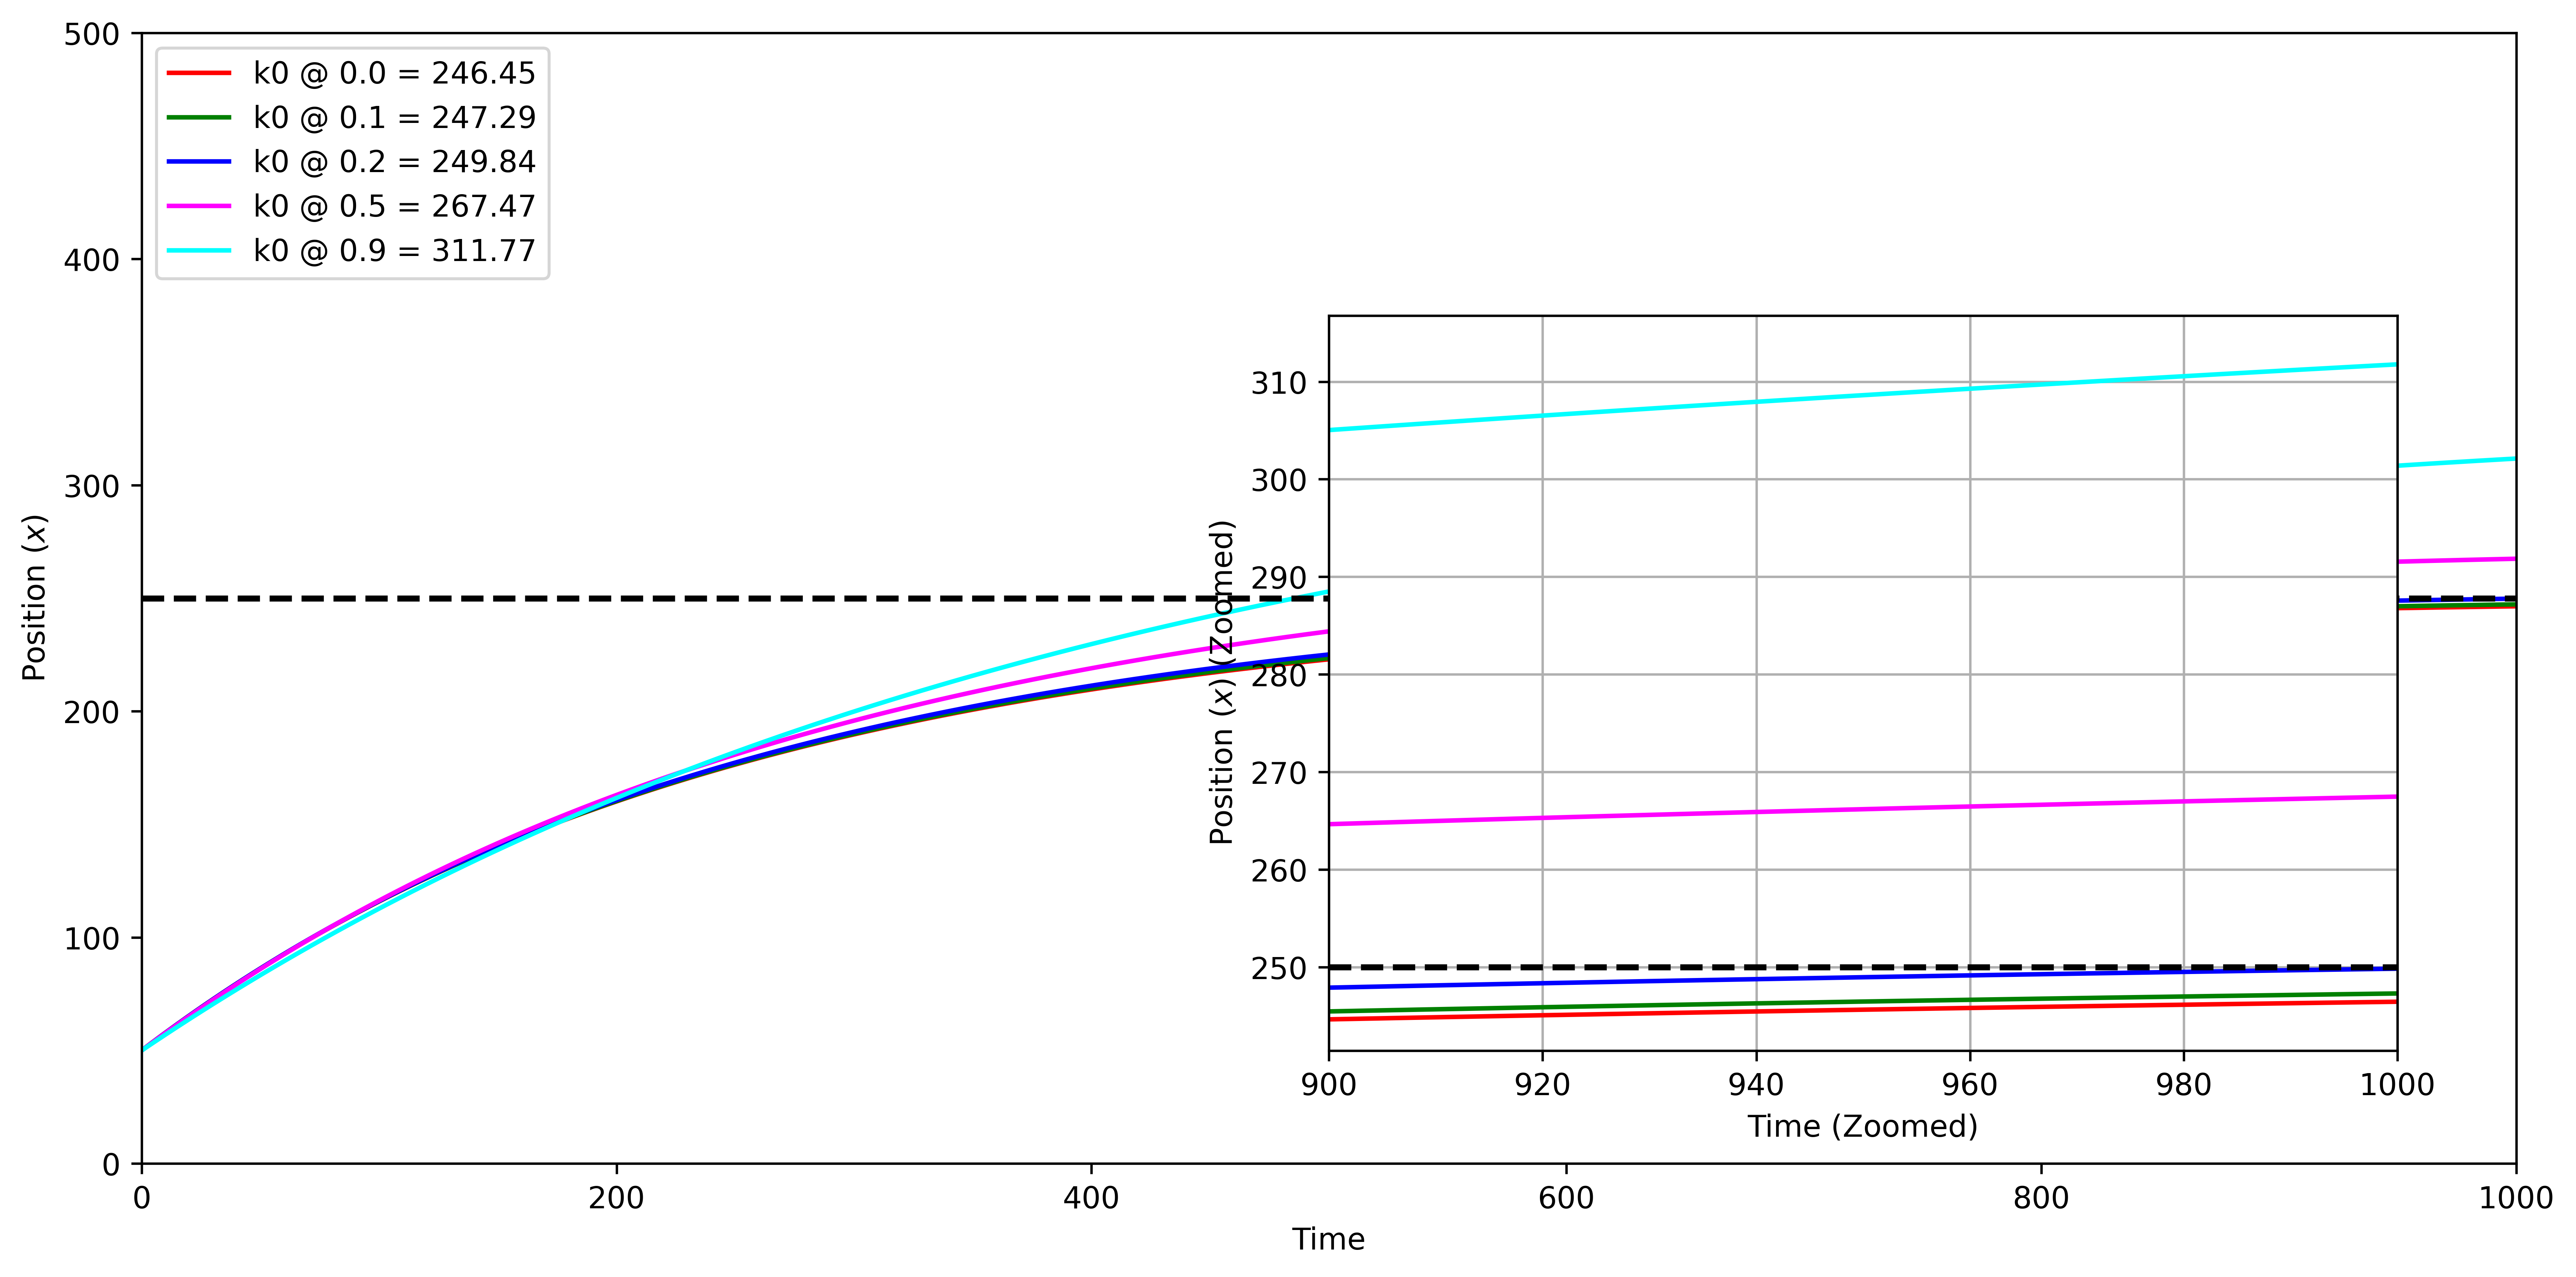 500
400
300
200
100
0
Position (x)
k0 @ 0.0 = 246.45
k0 @ 0.1 = 247.29
k0 @ 0.2 = 249.84
k0 @ 0.5 = 267.47
k0 @ 0.9 = 311.77
310
300
290
280
270
260
250
Position (x) (Zoomed)
900 920 940 960 980 1000
Time (Zoomed)
0 200 400 600 800 1000
Time